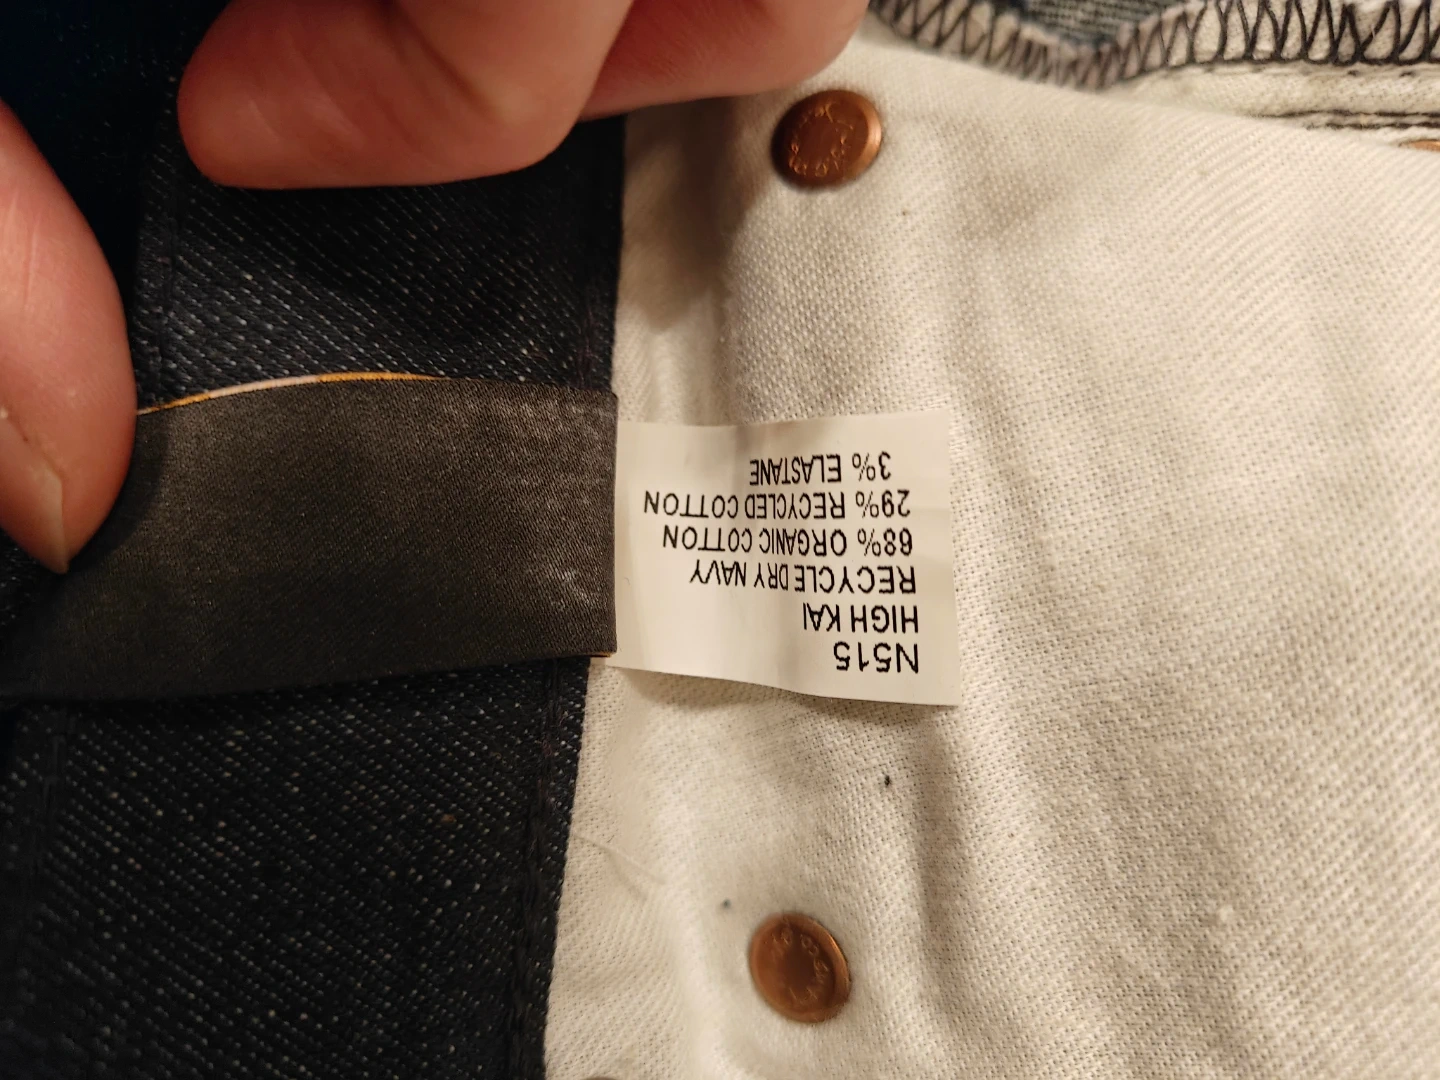 N515
HIGH KAI
RECYCLE DRY NAVY
68% ORGANIC COTTON
29% RECYCLED COTTON
3% ELASTANE